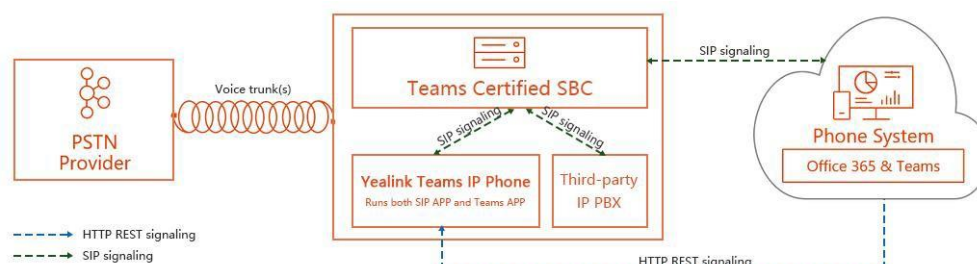 SIP signaling
Teams Certified SBC
Voice trunk(s)
PSTN
Provider
SIP signaling
SIP signaling
Phone System
Office 365 & Teams
Yealink Teams IP Phone
Runs both SIP APP and Teams APP
Third-party
IP PBX
HTTP REST signaling
SIP signaling
HTTP REST signaling